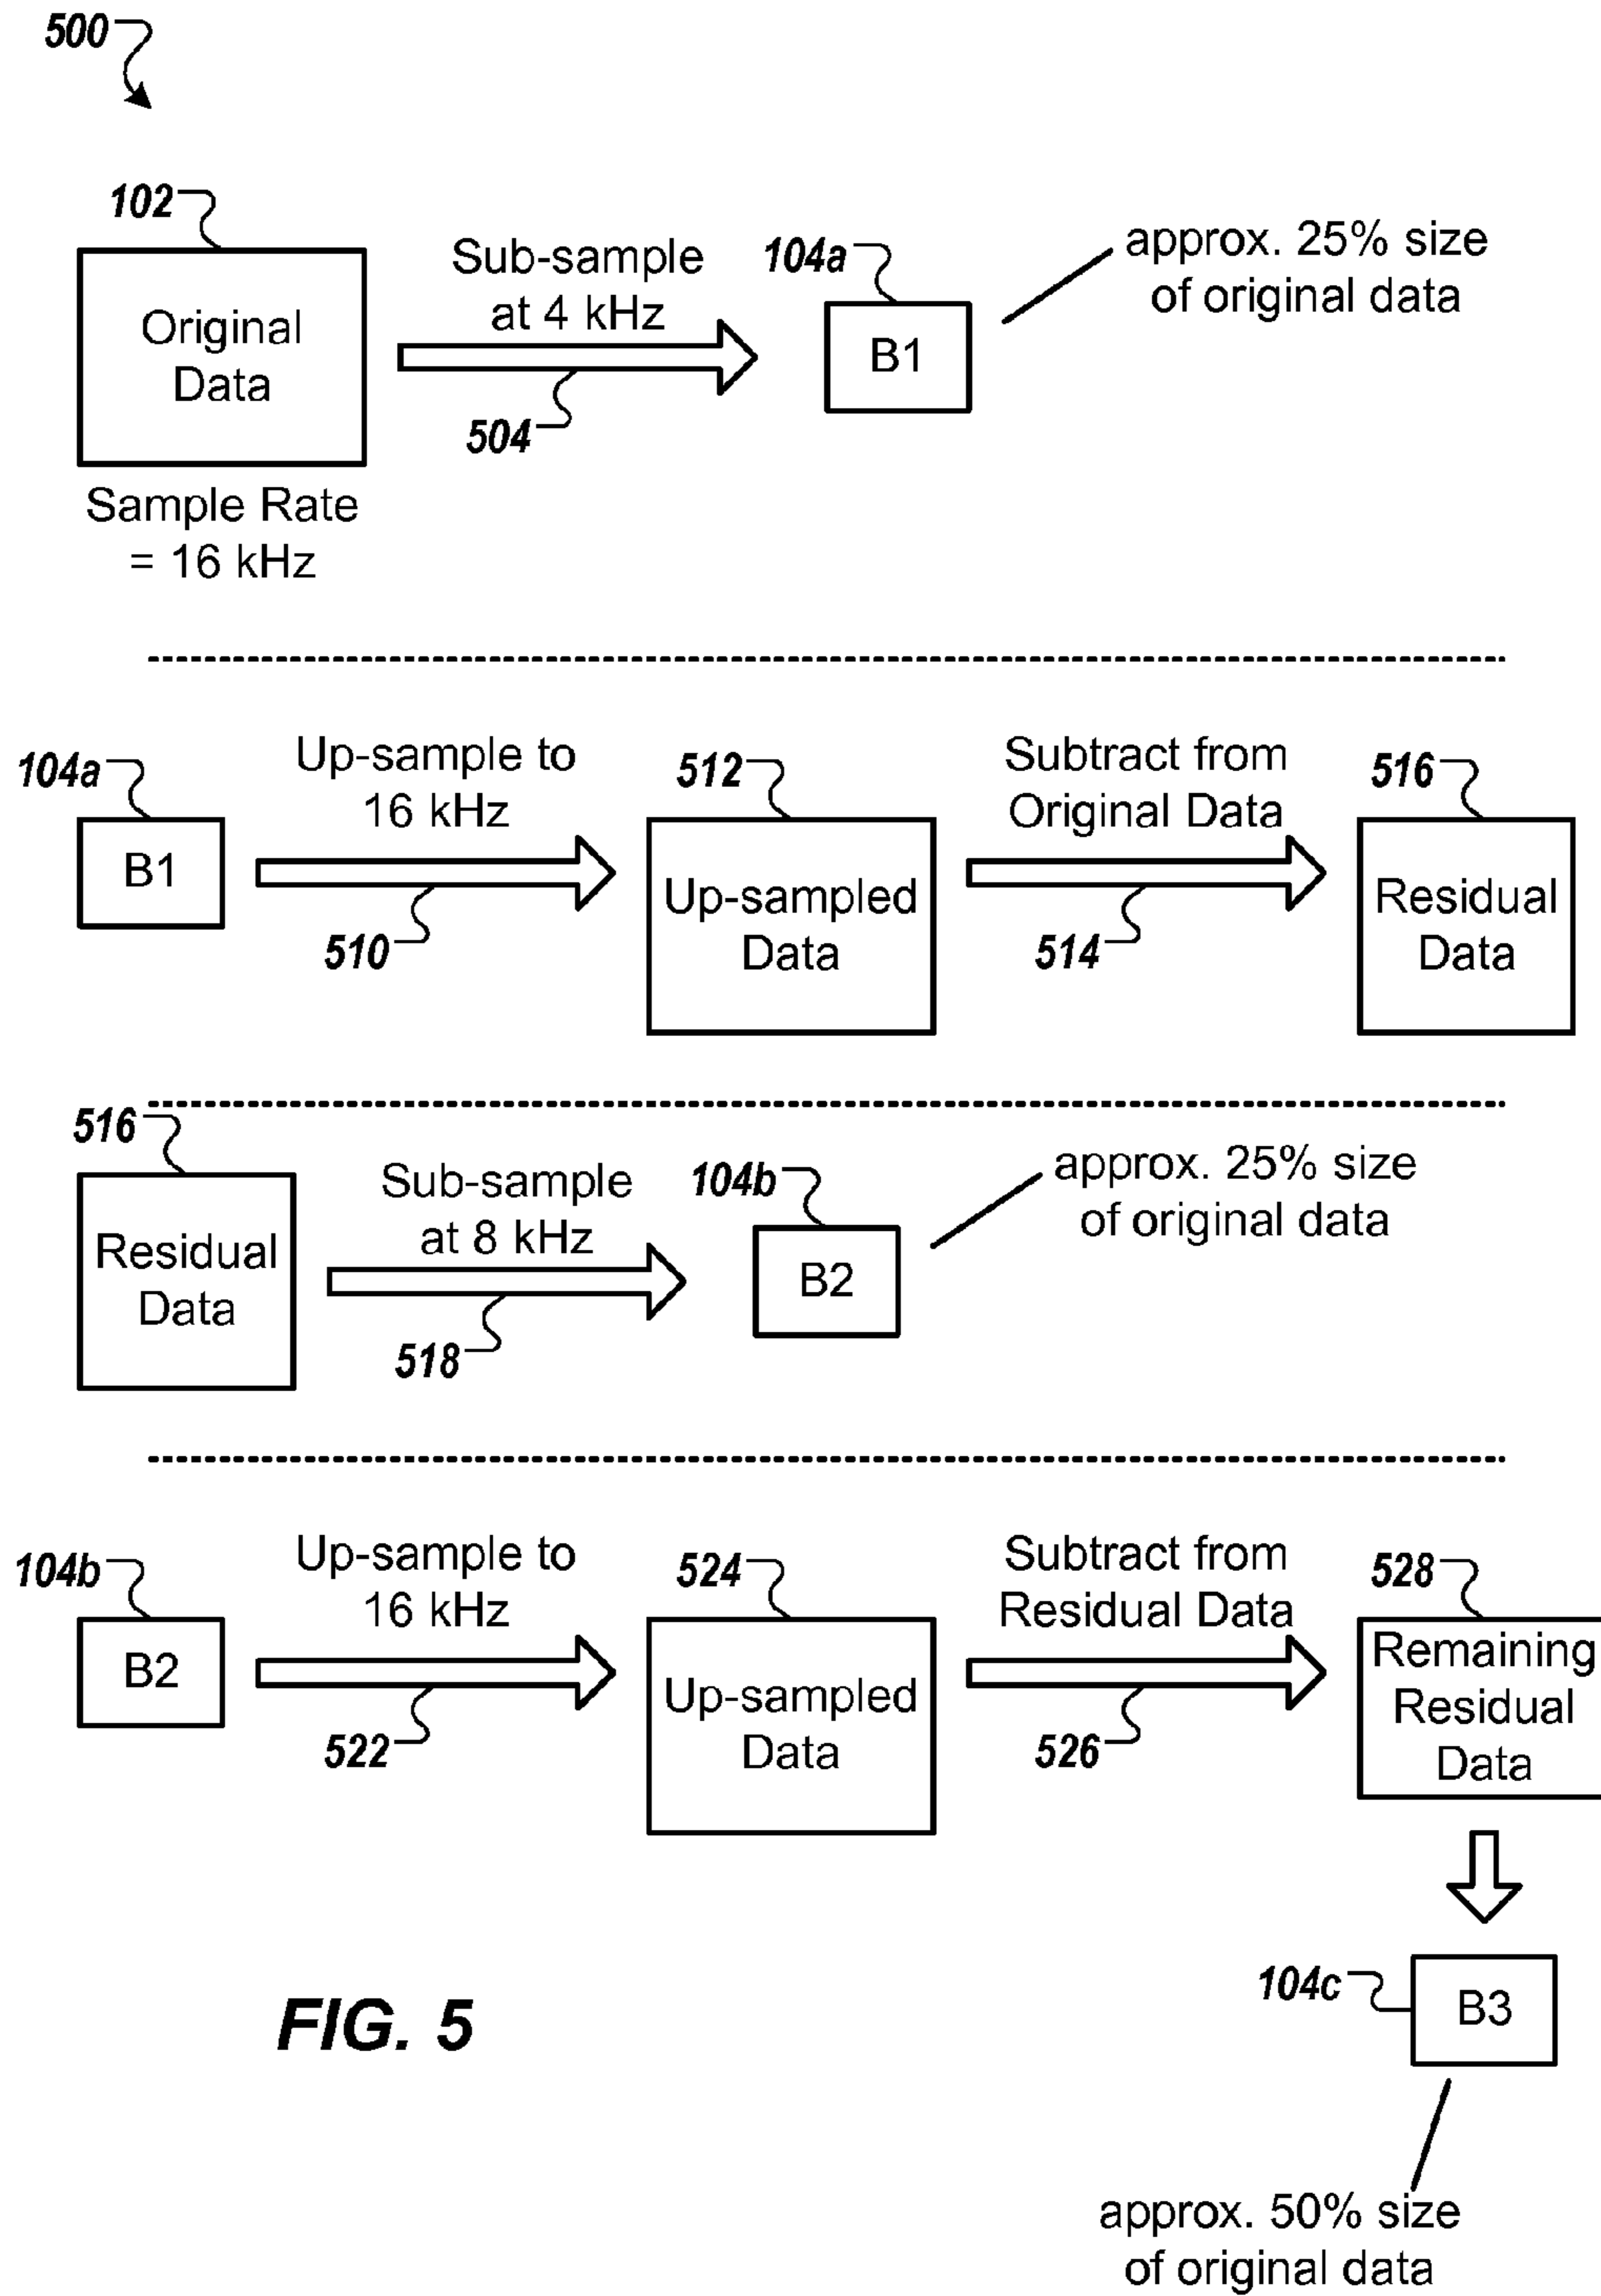 500
102
Original
Data
Sample Rate
= 16 kHz
Sub-sample
at 4 kHz
504
104a
B1
approx. 25% size
of original data
104a
B1
Up-sample to
16 kHz
510
512
Up-sampled
Data
Subtract from
Original Data
514
516
Residual
Data
516
Residual
Data
Sub-sample
at 8 kHz
518
104b
B2
approx. 25% size
of original data
104b
B2
Up-sample to
16 kHz
522
524
Up-sampled
Data
Subtract from
Residual Data
526
528
Remaining
Residual
Data
104c
B3
approx. 50% size
of original data
FIG. 5